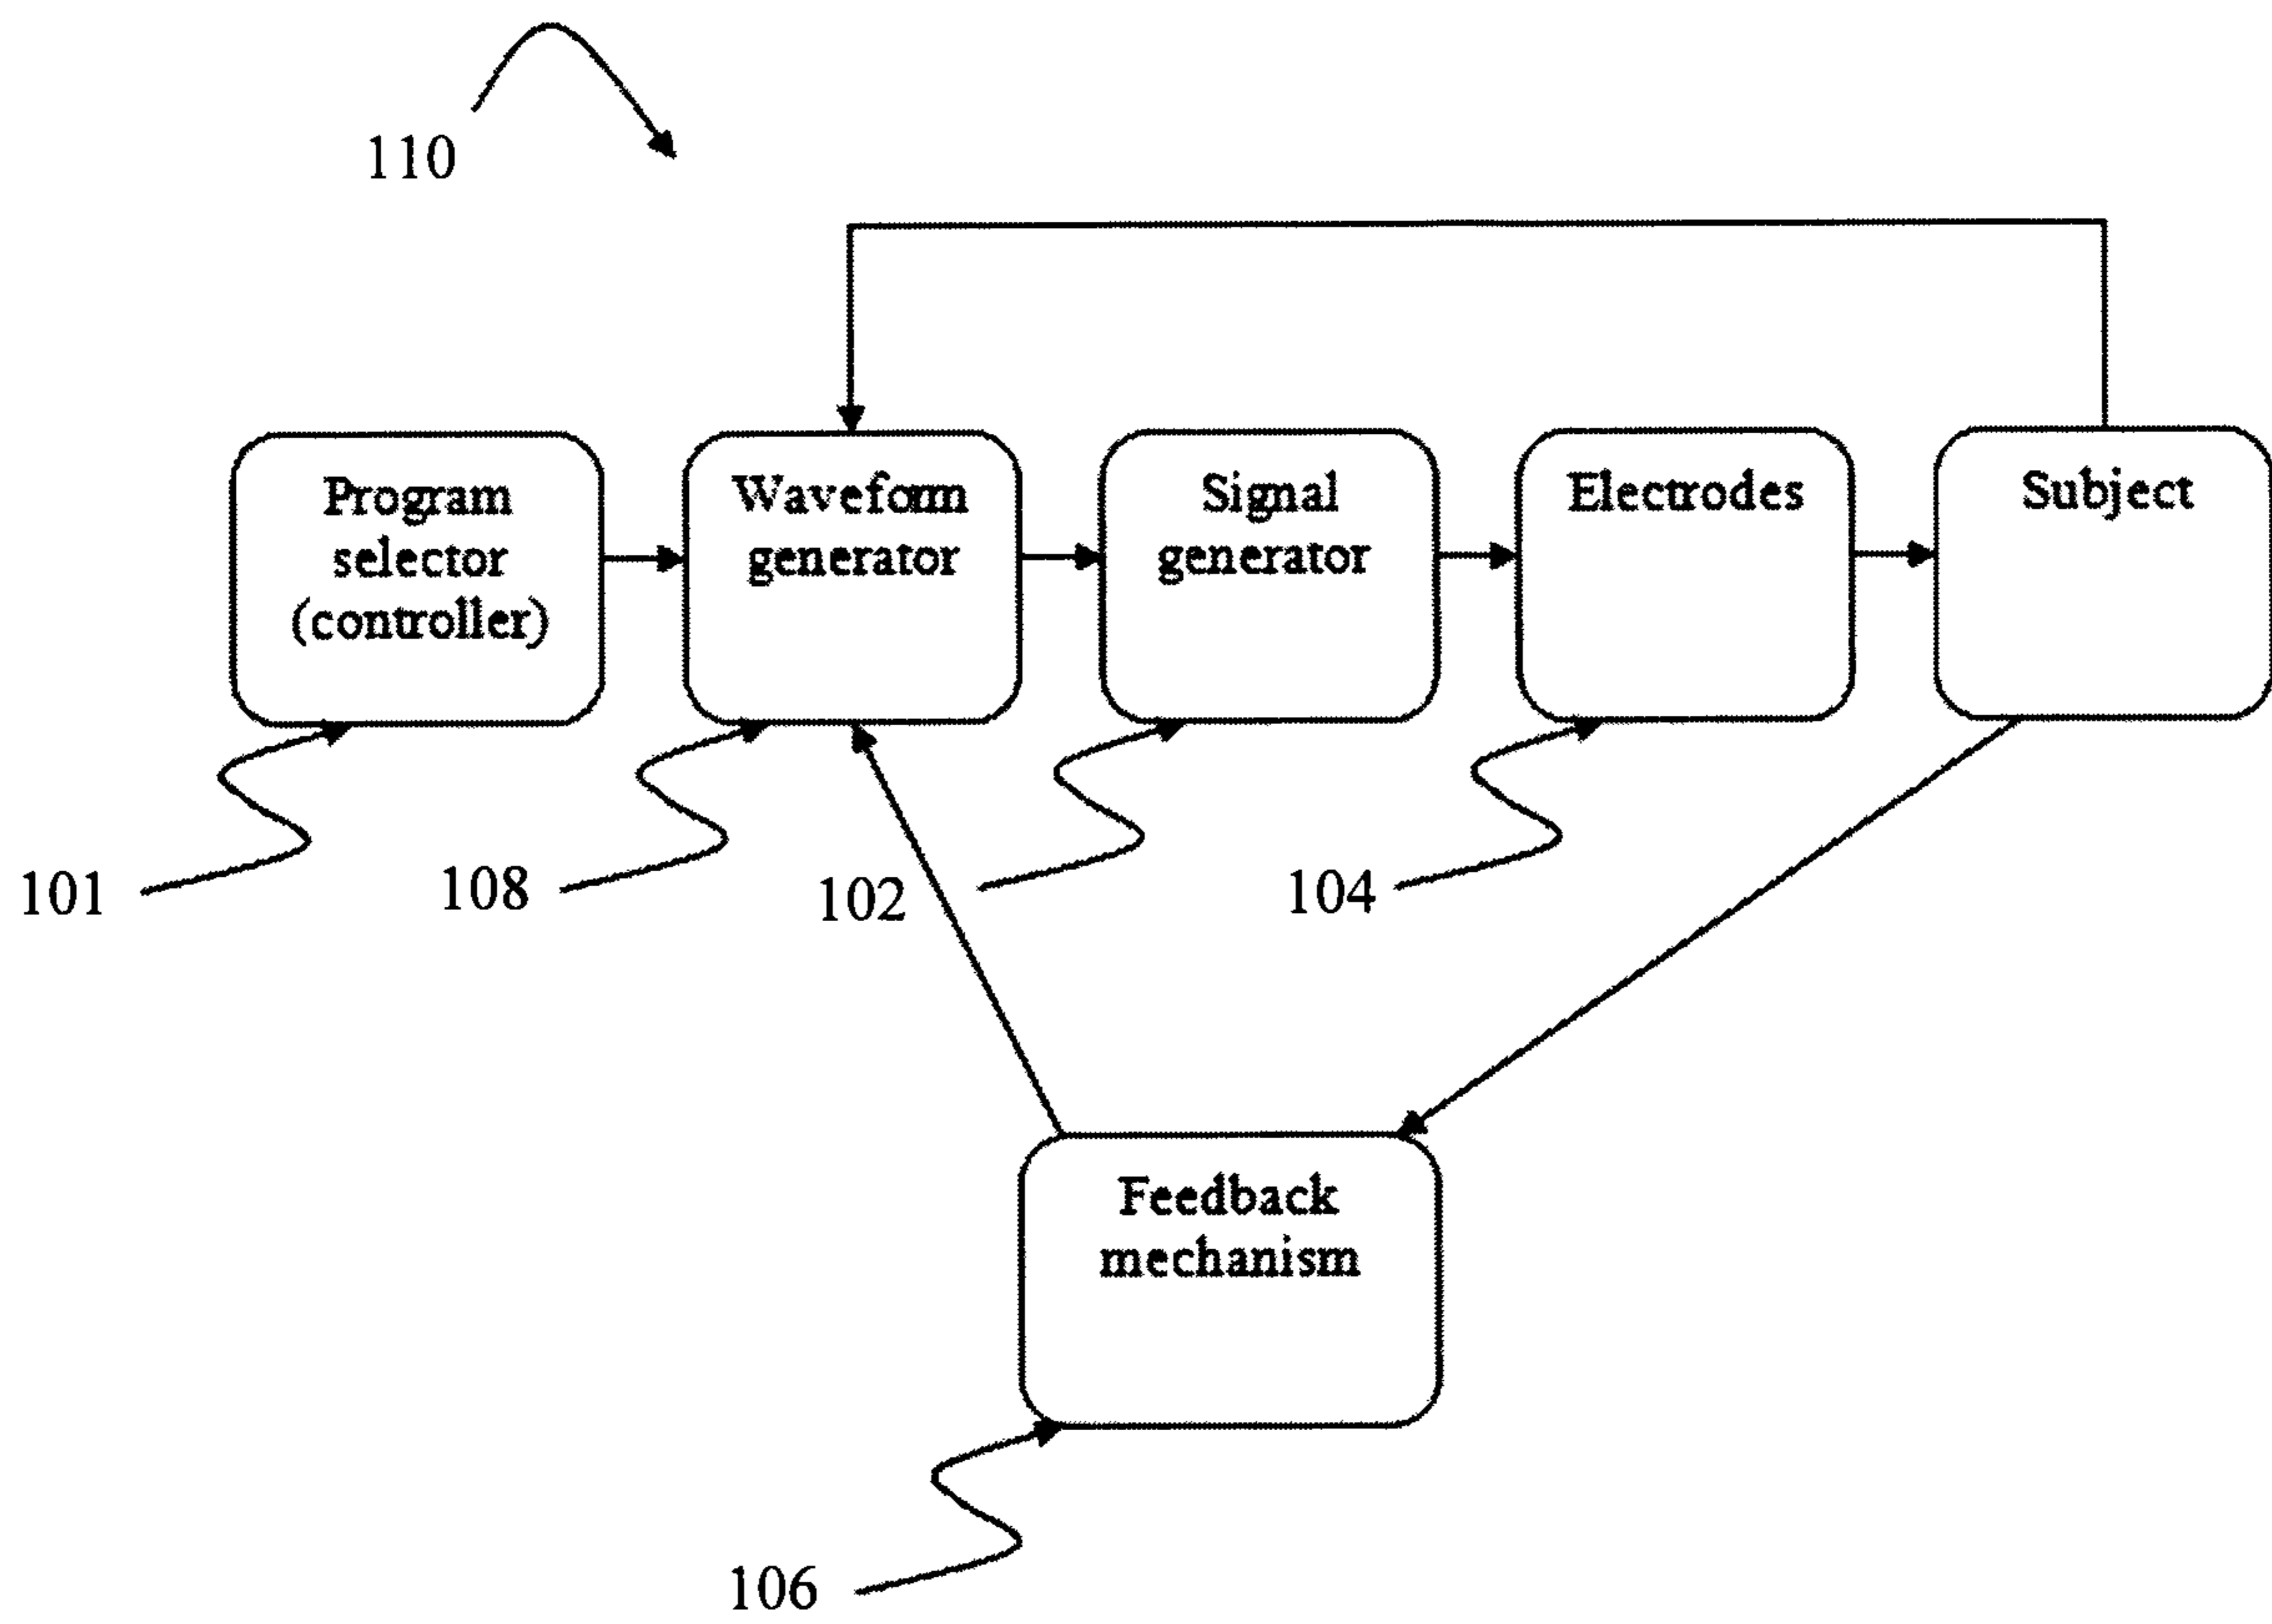 110
Program
selector
(controller)
Waveform
generator
Signal
generator
Electrodes
Subject
101
108
102
104
Feedback
mechanism
106